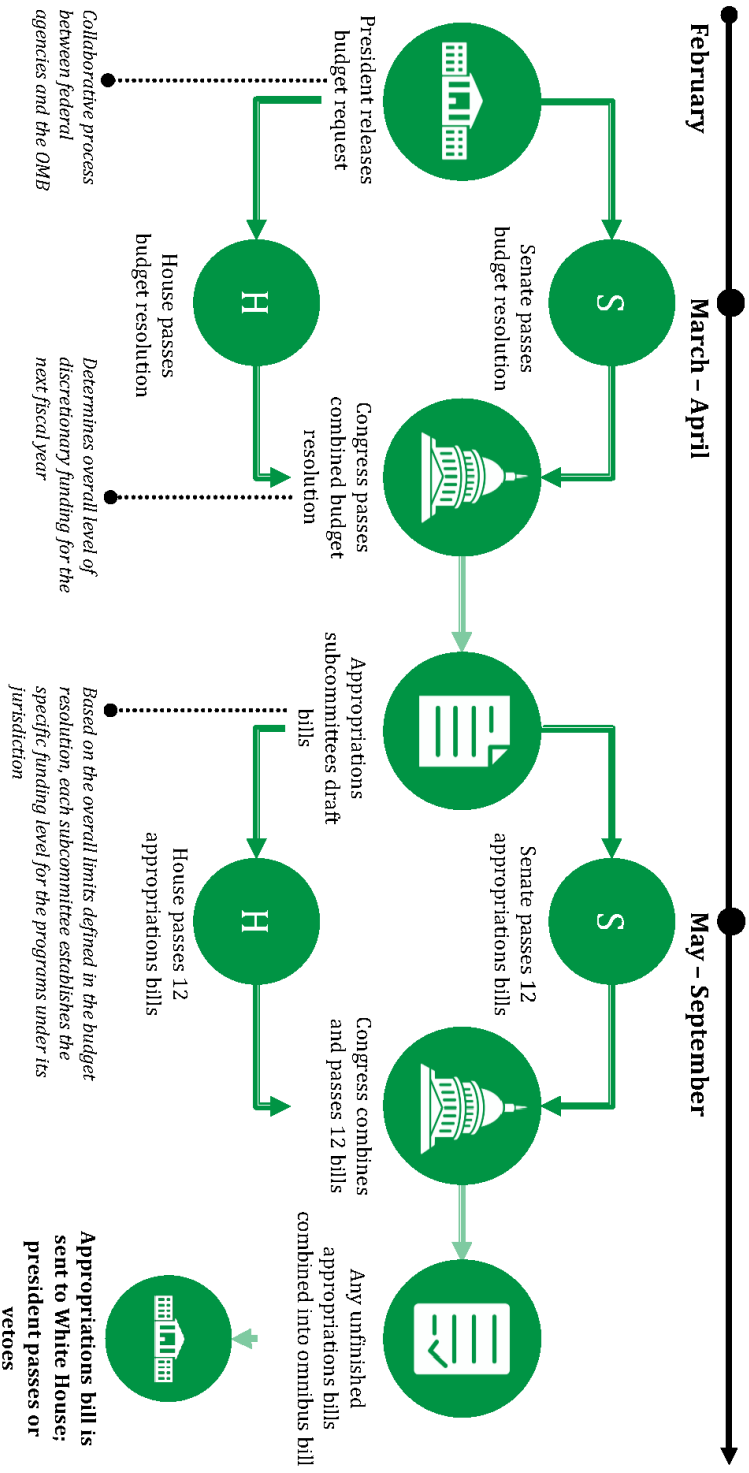 February
March – April
May – September
President releases
budget request
Collaborative process
between federal
agencies and the OMB
S
Senate passes
budget resolution
H
House passes
budget resolution
Congress passes
combined budget
resolution
Determines overall level of
discretionary funding for the
next fiscal year
Appropriations
subcommittees draft
bills
Based on the overall limits defined in the budget
resolution, each subcommittee establishes the
specific funding level for the programs under its
jurisdiction
S
Senate passes 12
appropriations bills
H
House passes 12
appropriations bills
Congress combines
and passes 12 bills
Any unfinished
appropriations bills
combined into omnibus bill
Appropriations bill is
sent to White House;
president passes or
vetoes